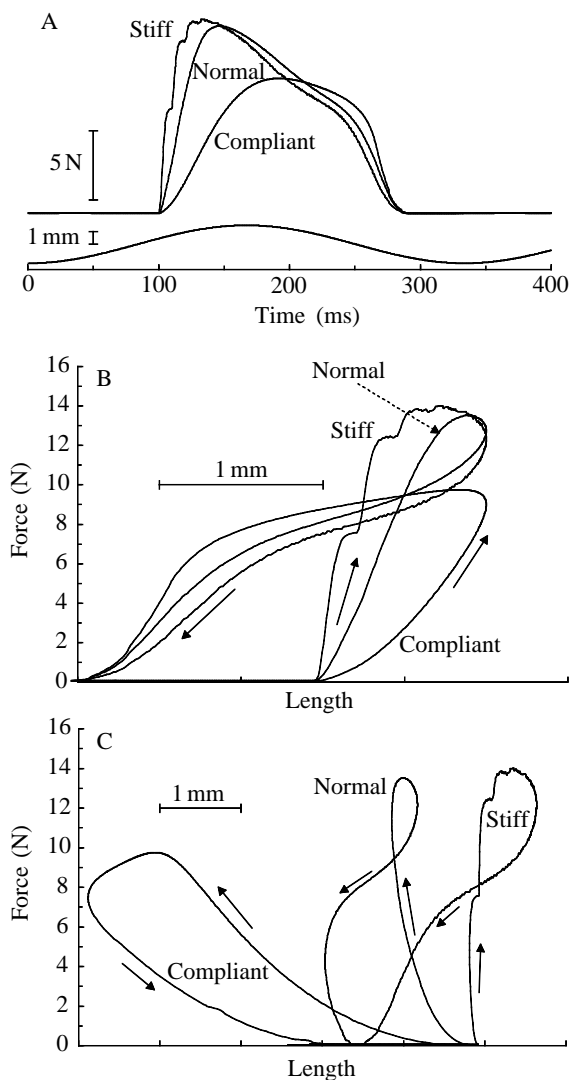 A
Stiff
Normal
Compliant
5 N
1 mm
0 100 200 300 400
Time (ms)
B
16
14
12
10
8
6
4
2
0
Force (N)
Normal
Stiff
1 mm
Compliant
Length
C
16
14
12
10
8
6
4
2
0
Force (N)
1 mm
Normal
Stiff
Compliant
Length